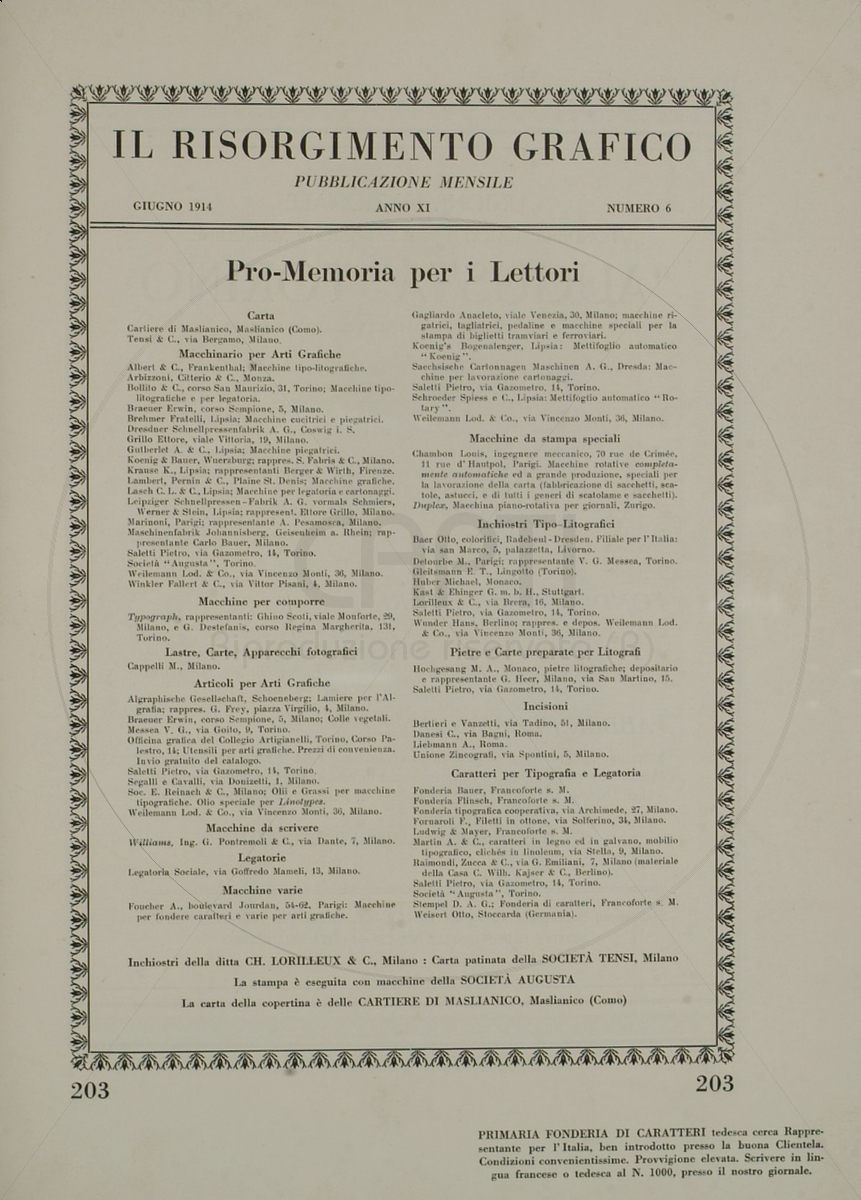 IL RISORGIMENTO GRAFICO
PUBBLICAZIONE MENSILE
GIUGNO 1914 ANNO XI NUMERO 6
Pro-Memoria per i Lettori
Carta
Cartiere di Maslianico, Maslianico (Como).
Tensi & C., via Bergamo, Milano.
Macchinario per Arti Grafiche
Albert & C., Frankenthal; Macchine tipo-litografiche.
Arbizzoni, Citterio & C., Monza.
Bollito & C., corso San Maurizio, 31, Torino; Macchine tipo-
litografiche e per legatoria.
Braeuer Erwin, corso Sempione, 5, Milano.
Brehmer Fratelli, Lipsia; Macchine cucitrici e piegatrici.
Dresdner Schnellpressenfabrik A. G., Coswig i. S.
Grillo Ettore, viale Vittoria, 19, Milano.
Gutberlet A. & C., Lipsia; Macchine piegatrici.
Koenig & Bauer, Wuerzburg; rappres. S. Fabris & C., Milano.
Krause K., Lipsia; rappresentanti Berger & Wirth, Firenze.
Lambert, Pernin & C., Plaine St. Denis; Macchine grafiche.
Lasch C. L. & C., Lipsia; Macchine per legatoria e cartonaggi.
Leipziger Schnellpressen-Fabrik A. G. vormals Schmiers,
Werner & Stein, Lipsia; rappresent. Ettore Grillo, Milano.
Marinoni, Parigi; rappresentante A. Pesamosca, Milano.
Maschinenfabrik Johannisberg, Geisenheim a. Rhein; rap-
presentante Carlo Bauer, Milano.
Saletti Pietro, via Gazometro, 14, Torino.
Società "Augusta", Torino.
Weilemann Lod. & Co., via Vincenzo Monti, 36, Milano.
Winkler Fallert & C., via Vittor Pisani, 4, Milano.
Macchine per comporre
Typograph, rappresentanti: Ghino Scoti, viale Monforte, 29,
Milano, e G. Destefanis, corso Regina Margherita, 131,
Torino.
Lastre, Carte, Apparecchi fotografici
Cappelli M., Milano.
Articoli per Arti Grafiche
Algraphische Gesellschaft, Schoeneberg; Lamiere per l'Al-
grafia; rappres. G. Frey, piazza Virgilio, 4, Milano.
Braeuer Erwin, corso Sempione, 5, Milano; Colle vegetali.
Messea V. G., via Goito, 9, Torino.
Officina grafica del Collegio Artigianelli, Torino, Corso Pa-
lestro, 14; Utensili per arti grafiche. Prezzi di convenienza.
Invio gratuito del catalogo.
Saletti Pietro, via Gazometro, 14, Torino.
Segalli e Cavalli, via Donizetti, 1, Milano.
Soc. E. Reinach & C., Milano; Olii e Grassi per macchine
tipografiche. Olio speciale per Linotypes.
Weilemann Lod. & Co., via Vincenzo Monti, 36, Milano.
Macchine da scrivere
Williams, Ing. G. Pontremoli & C., via Dante, 7, Milano.
Legatorie
Legatoria Sociale, via Goffredo Mameli, 13, Milano.
Macchine varie
Foucher A., boulevard Jourdan, 54-62, Parigi: Macchine
per fondere caratteri e varie per arti grafiche.
Gagliardo Anacleto, viale Venezia, 30, Milano; macchine ri-
gatrici, tagliatrici, pedaline e macchine speciali per la
stampa di biglietti tramviari e ferroviari.
Koenig's Bogenalenger, Lipsia: Mettifoglio automatico
"Koenig".
Saechsische Cartonnagen Maschinen A. G., Dresda: Mac-
chine per lavorazione cartonaggi.
Saletti Pietro, via Gazometro, 14, Torino.
Schroeder Spiess e C., Lipsia: Mettifoglio automatico "Ro-
tary".
Weilemann Lod. & Co., via Vincenzo Monti, 36, Milano.
Macchine da stampa speciali
Chambon Louis, ingegnere meccanico, 70 rue de Crimée,
11 rue d'Hautpol, Parigi. Macchine rotative completa-
mente automatiche ed a grande produzione, speciali per
la lavorazione della carta (fabbricazione di sacchetti, sca-
tole, astucci, e di tutti i generi di scatolame e sacchetti).
Duplex, Macchina piano-rotativa per giornali, Zurigo.
Inchiostri Tipo-Litografici
Baer Otto, colorifici, Radebeul-Dresden. Filiale per l'Italia:
via san Marco, 5, palazzetta, Livorno.
Detourbe M., Parigi: rappresentante V. G. Messea, Torino.
Gleitsmann E. T., Lingotto (Torino).
Huber Michael, Monaco.
Kast & Ehinger G. m. b. H., Stuttgart.
Lorilleux & C., via Brera, 16, Milano.
Saletti Pietro, via Gazometro, 14, Torino.
Wunder Hans, Berlino; rappres. e depos. Weilemann Lod.
& Co., via Vincenzo Monti, 36, Milano.
Pietre e Carte preparate per Litografi
Hochgesang M. A., Monaco, pietre litografiche; depositario
e rappresentante G. Heer, Milano, via San Martino, 15.
Saletti Pietro, via Gazometro, 14, Torino.
Incisioni
Bertieri e Vanzetti, via Tadino, 51, Milano.
Danesi C., via Bagni, Roma.
Liebmann A., Roma.
Unione Zincografi, via Spontini, 5, Milano.
Caratteri per Tipografia e Legatoria
Fonderia Bauer, Francoforte s. M.
Fonderia Flinsch, Francoforte s. M.
Fonderia tipografica cooperativa, via Archimede, 27, Milano.
Fornaroli F., Filetti in ottone, via Solferino, 34, Milano.
Ludwig & Mayer, Francoforte s. M.
Martin A. & C., caratteri in legno ed in galvano, mobilio
tipografico, clichés in linoleum, via Stella, 9, Milano.
Raimondi, Zucca & C., via G. Emiliani, 7, Milano (materiale
della Casa C. Wilh. Kajser & C., Berlino).
Saletti Pietro, via Gazometro, 14, Torino.
Società "Augusta", Torino.
Stempel D. A. G.; Fonderia di caratteri, Francoforte s. M.
Weisert Otto, Stoccarda (Germania).
Inchiostri della ditta CH. LORILLEUX & C., Milano : Carta patinata della SOCIETÀ TENSI, Milano
La stampa è eseguita con macchine della SOCIETÀ AUGUSTA
La carta della copertina è delle CARTIERE DI MASLIANICO, Maslianico (Como)
203 203
PRIMARIA FONDERIA DI CARATTERI tedesca cerca Rappre-
sentante per l'Italia, ben introdotto presso la buona Clientela.
Condizioni convenientissime. Provvigione elevata. Scrivere in lin-
gua francese o tedesca al N. 1000, presso il nostro giornale.